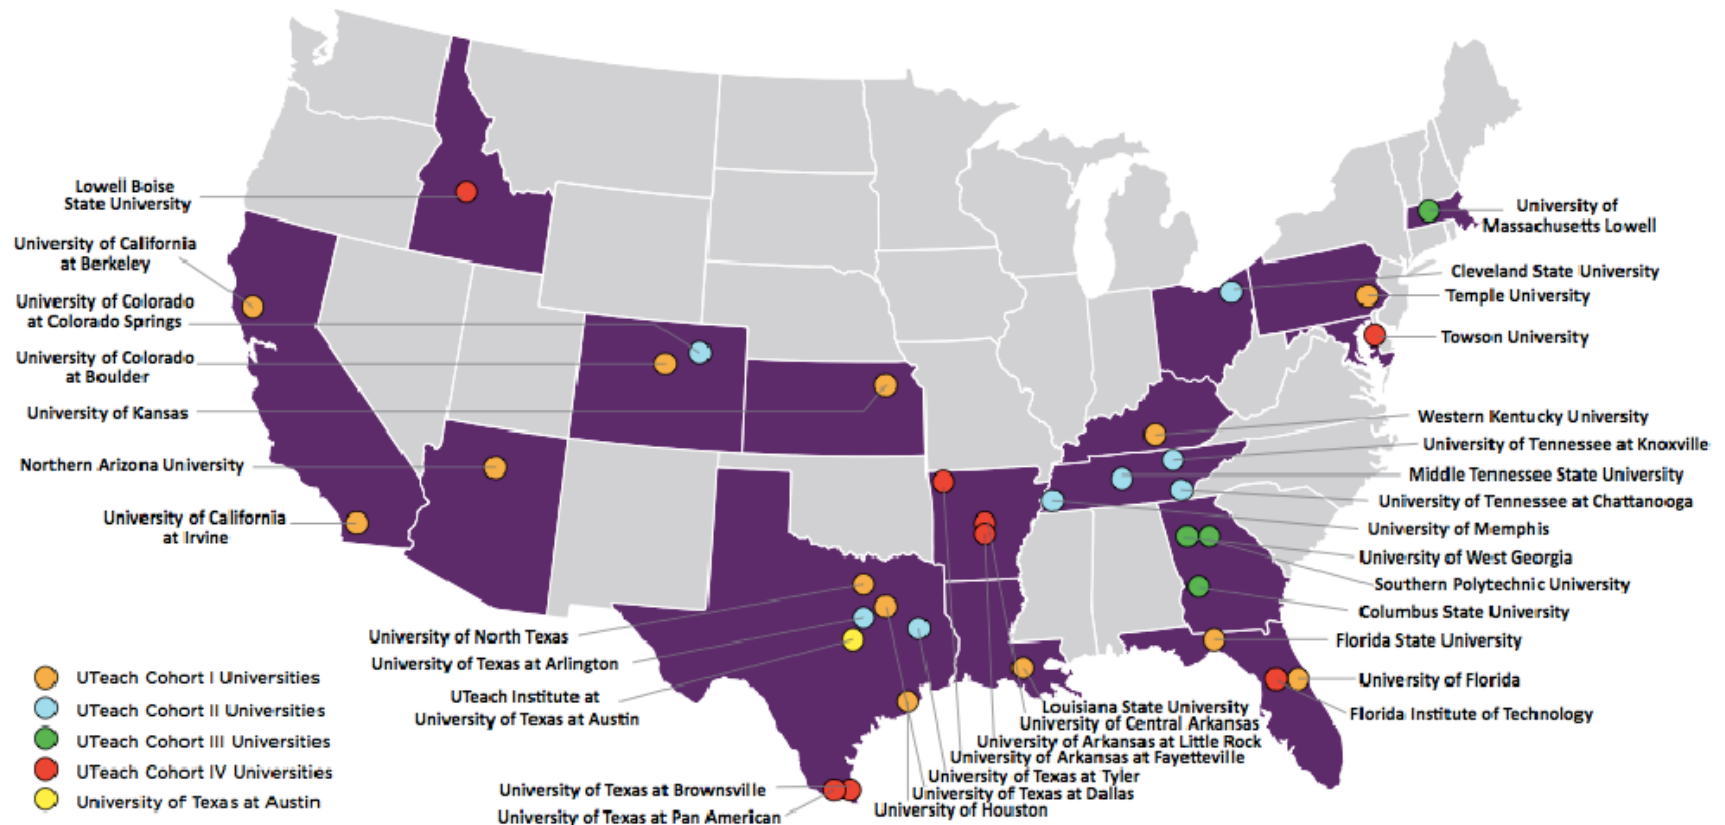 Lowell Boise
State University
University of California
at Berkeley
University of Colorado
at Colorado Springs
University of Colorado
at Boulder
University of Kansas
Northern Arizona University
University of California
at Irvine
University of North Texas
University of Texas at Arlington
UTeach Institute at
University of Texas at Austin
University of Texas at Brownsville
University of Texas at Pan American
University of
Massachusetts Lowell
Cleveland State University
Temple University
Towson University
Western Kentucky University
University of Tennessee at Knoxville
Middle Tennessee State University
University of Tennessee at Chattanooga
University of Memphis
University of West Georgia
Southern Polytechnic University
Columbus State University
Florida State University
University of Florida
Florida Institute of Technology
Louisiana State University
University of Central Arkansas
University of Arkansas at Little Rock
University of Arkansas at Fayetteville
University of Texas at Tyler
University of Texas at Dallas
University of Houston
UTeach Cohort I Universities
UTeach Cohort II Universities
UTeach Cohort III Universities
UTeach Cohort IV Universities
University of Texas at Austin